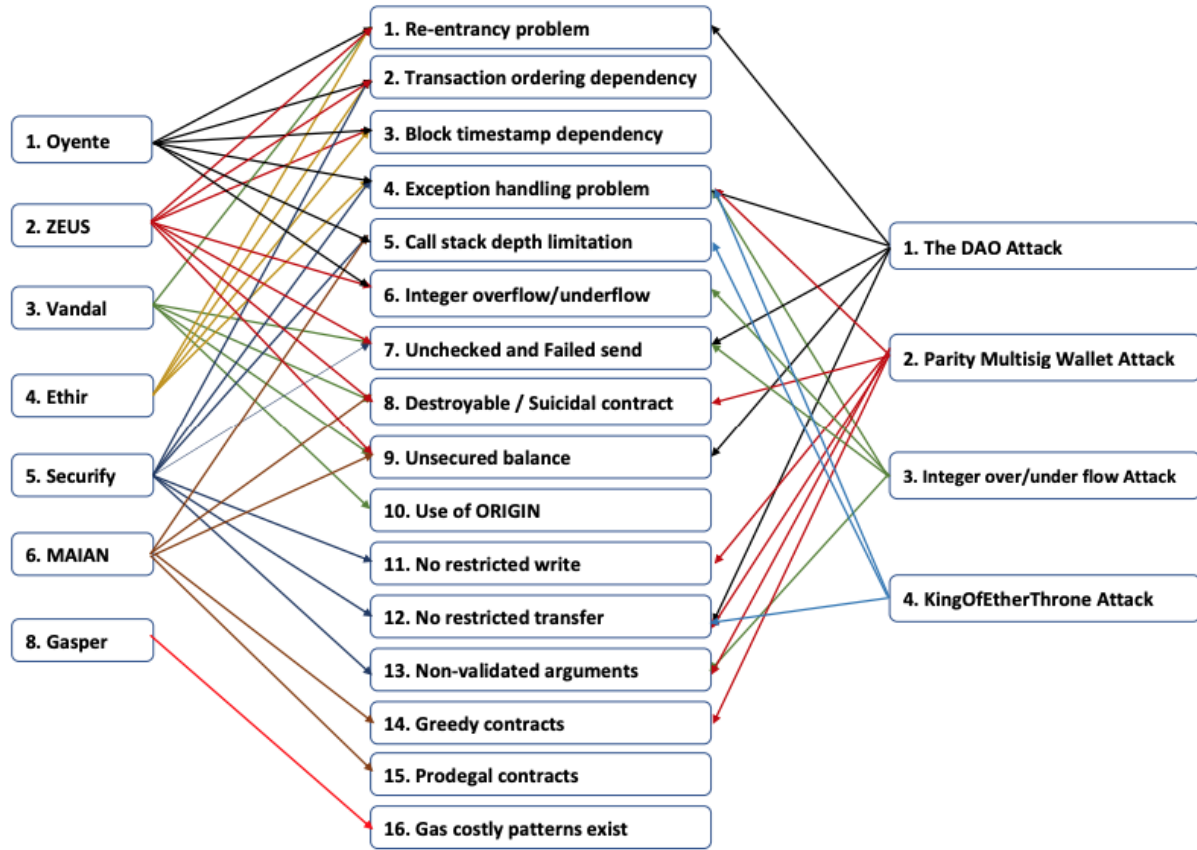 1. Oyente
2. ZEUS
3. Vandal
4. Ethir
5. Securify
6. MAIAN
8. Gasper
1. Re-entrancy problem
2. Transaction ordering dependency
3. Block timestamp dependency
4. Exception handling problem
5. Call stack depth limitation
6. Integer overflow/underflow
7. Unchecked and Failed send
8. Destroyable / Suicidal contract
9. Unsecured balance
10. Use of ORIGIN
11. No restricted write
12. No restricted transfer
13. Non-validated arguments
14. Greedy contracts
15. Prodegal contracts
16. Gas costly patterns exist
1. The DAO Attack
2. Parity Multisig Wallet Attack
3. Integer over/under flow Attack
4. KingOfEtherThrone Attack